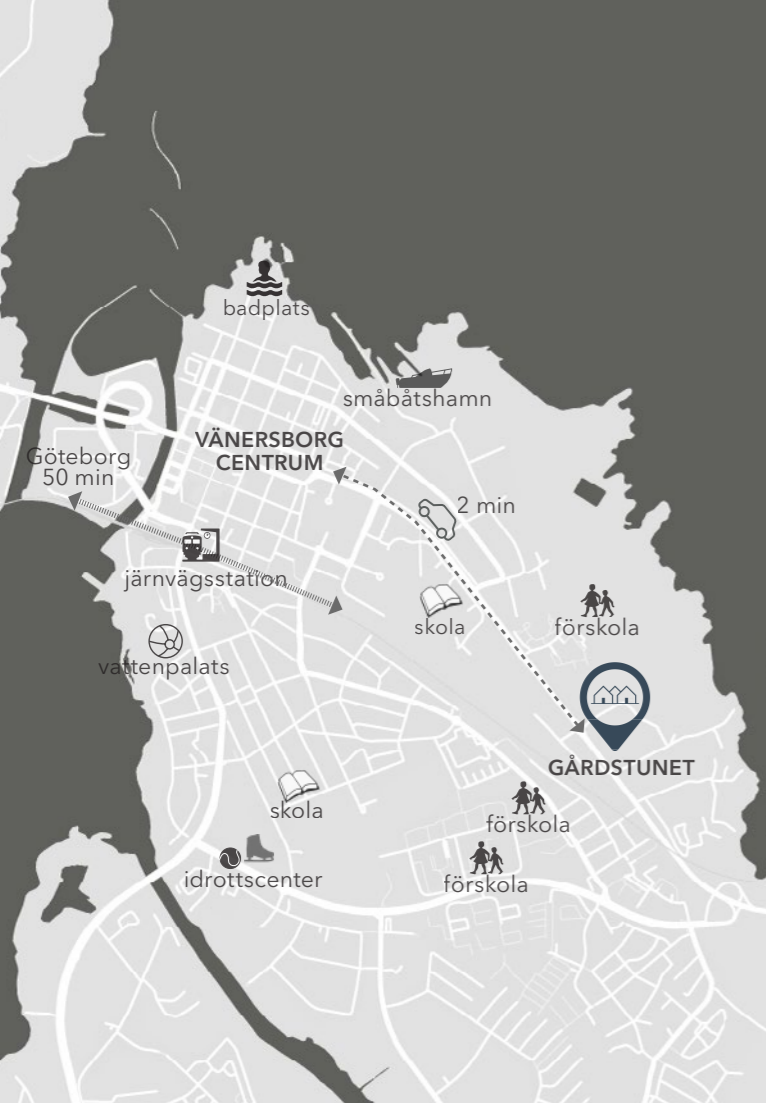 badplats
småbåtshamn
VÄNERSBORG
CENTRUM
Göteborg
50 min
2 min
järnvägsstation
skola
förskola
vattenpalats
GÅRDSTUNET
skola
förskola
idrottscenter
förskola